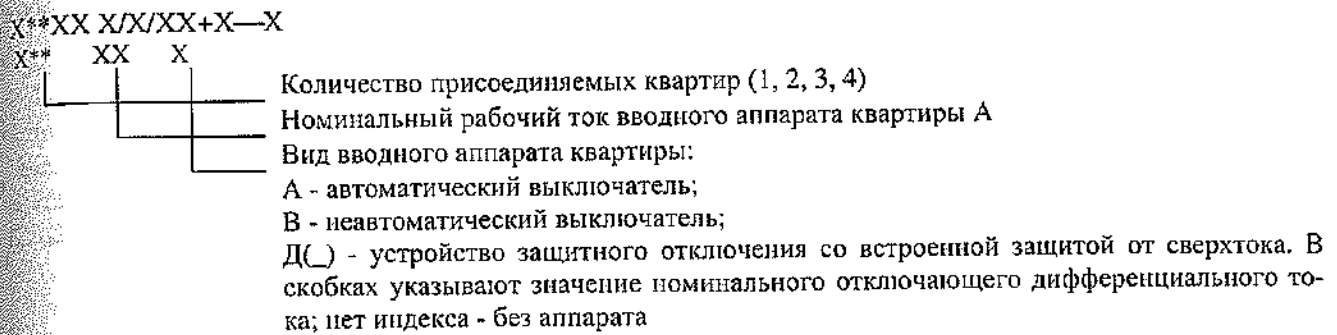 X**XX X/X/XX+X—X
X** XX X
Количество присоединяемых квартир (1, 2, 3, 4)
Номинальный рабочий ток вводного аппарата квартиры А
Вид вводного аппарата квартиры:
А - автоматический выключатель;
В - неавтоматический выключатель;
Д(_) - устройство защитного отключения со встроенной защитой от сверхтока. В
скобках указывают значение номинального отключающего дифференциального то-
ка; нет индекса - без аппарата